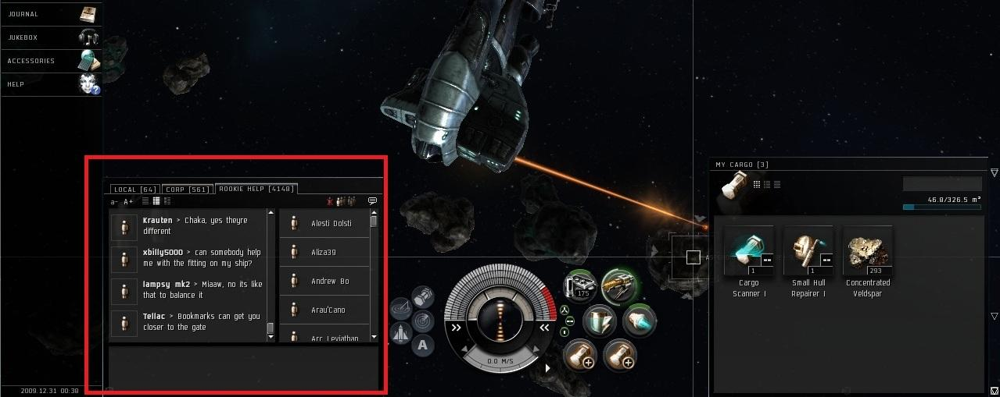 JOURNAL
JUKEBOX
ACCESSORIES
HELP
LOCAL [64]
CORP [561]
ROOKIE HELP [4148]
a- A+
Krauten > Chaka, yes theyre
different
xbilly5000 > can somebody help
me with the fitting on my ship?
lampsy mk2 > Miaaw, no its like
that to balance it
Tellac > Bookmarks can get you
closer to the gate
Alesti Dolsti
Aliza39
Andrew Bo
Arau'Cano
Arc Leviathan
175
A
0.0 M/S
MY CARGO [3]
46.8/326.5 m³
1
1
293
Cargo
Scanner I
Small Hull
Repairer I
Concentrated
Veldspar
2009.12.31 00:38